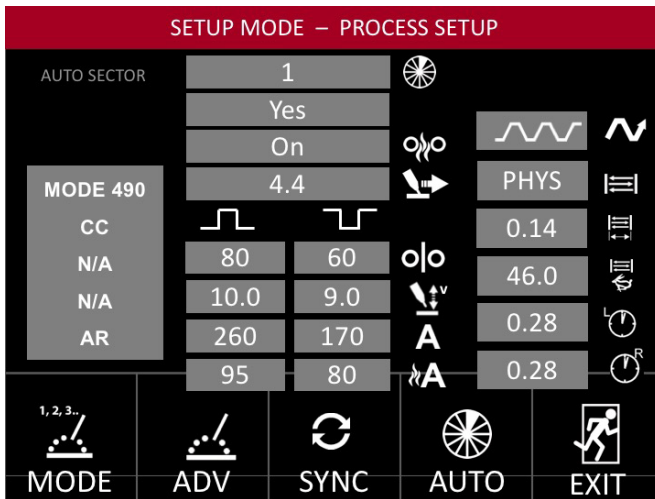 SETUP MODE – PROCESS SETUP
AUTO SECTOR 1
Yes
On
4.4
MODE 490
CC
N/A
N/A
AR
80 60
10.0 9.0 V
260 170 A
95 80 A
PHYS
0.14
46.0
0.28 L
0.28 R
1, 2, 3..
MODE ADV SYNC AUTO EXIT